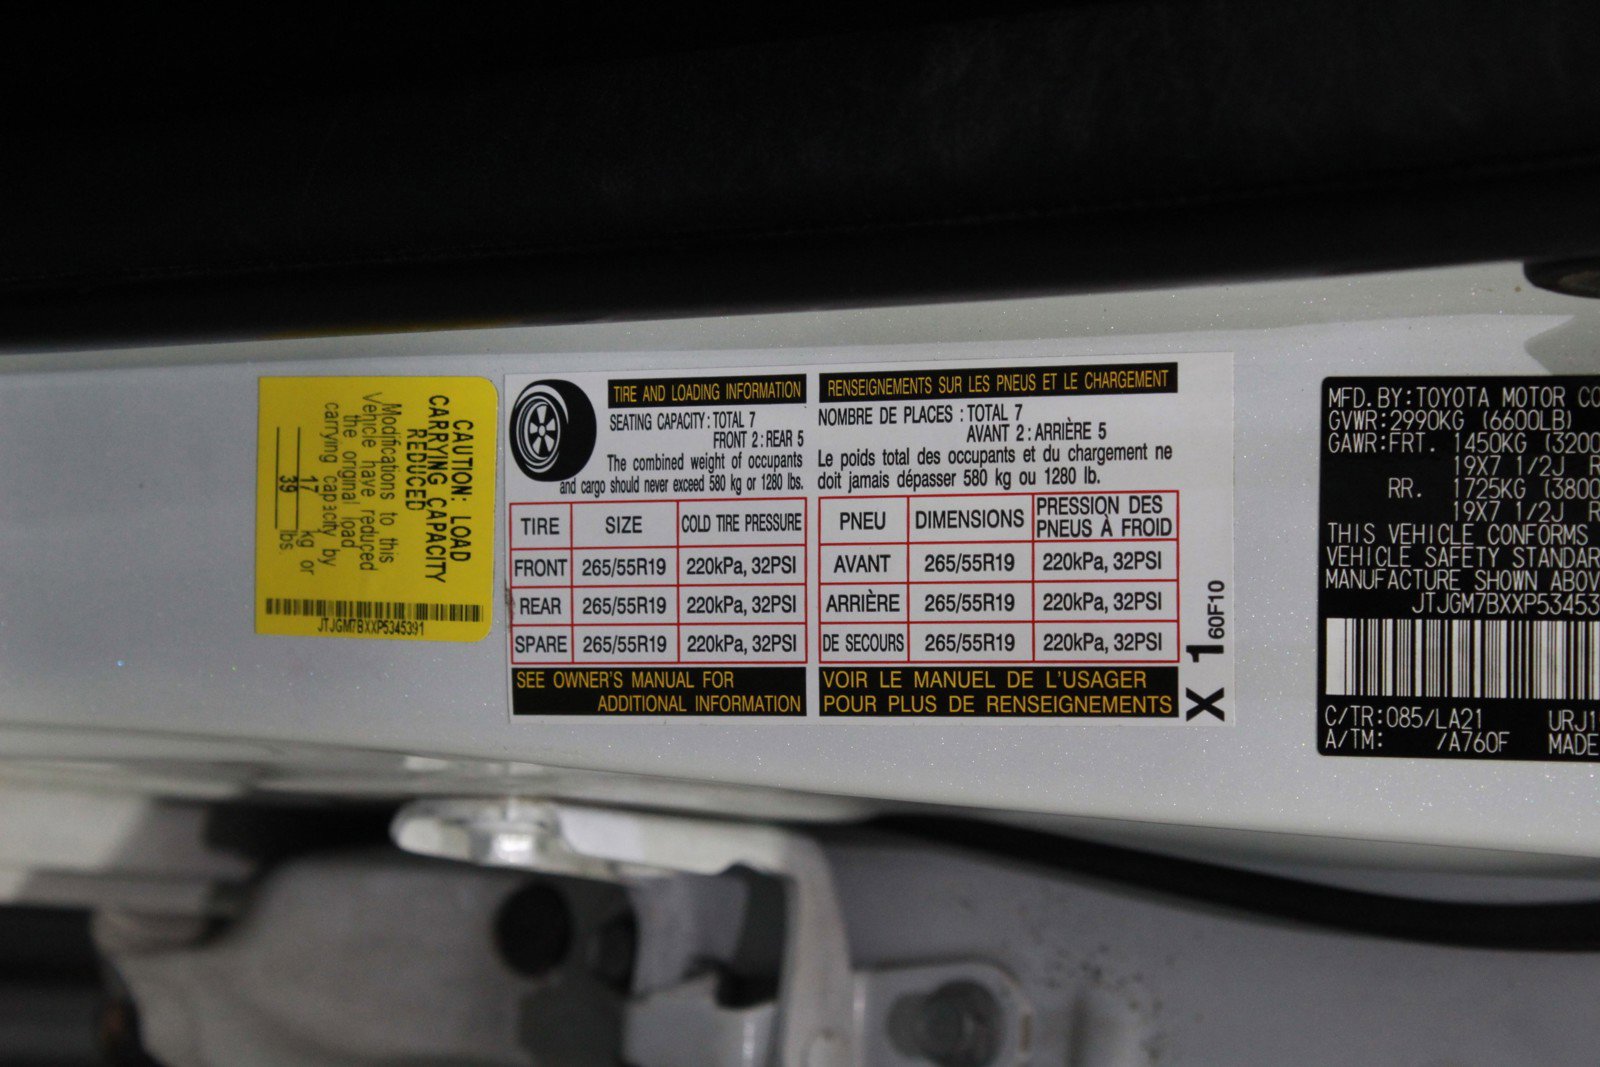 CAUTION: LOAD
CARRYING CAPACITY
REDUCED
Modifications to this
Vehicle have reduced
the original load
carrying capacity by
17 kg or
39 lbs.
JTJGM7BXXP5345391
TIRE AND LOADING INFORMATION
SEATING CAPACITY: TOTAL 7
FRONT 2: REAR 5
The combined weight of occupants
and cargo should never exceed 580 kg or 1280 lbs.
TIRE SIZE COLD TIRE PRESSURE
FRONT 265/55R19 220kPa, 32PSI
REAR 265/55R19 220kPa, 32PSI
SPARE 265/55R19 220kPa, 32PSI
SEE OWNER'S MANUAL FOR
ADDITIONAL INFORMATION
RENSEIGNEMENTS SUR LES PNEUS ET LE CHARGEMENT
NOMBRE DE PLACES : TOTAL 7
AVANT 2 : ARRIÈRE 5
Le poids total des occupants et du chargement ne
doit jamais dépasser 580 kg ou 1280 lb.
PNEU DIMENSIONS PRESSION DES
PNEUS À FROID
AVANT 265/55R19 220kPa, 32PSI
ARRIÈRE 265/55R19 220kPa, 32PSI
DE SECOURS 265/55R19 220kPa, 32PSI
VOIR LE MANUEL DE L'USAGER
POUR PLUS DE RENSEIGNEMENTS
X 1 60F10
MFD. BY: TOYOTA MOTOR CO
GVWR: 2990KG (6600LB)
GAWR: FRT. 1450KG (3200
19X7 1/2J R
RR. 1725KG (3800
19X7 1/2J R
THIS VEHICLE CONFORMS
VEHICLE SAFETY STANDAR
MANUFACTURE SHOWN ABOV
JTJGM7BXXP53453
C/TR: 085/LA21 URJ1
A/TM: /A760F MADE